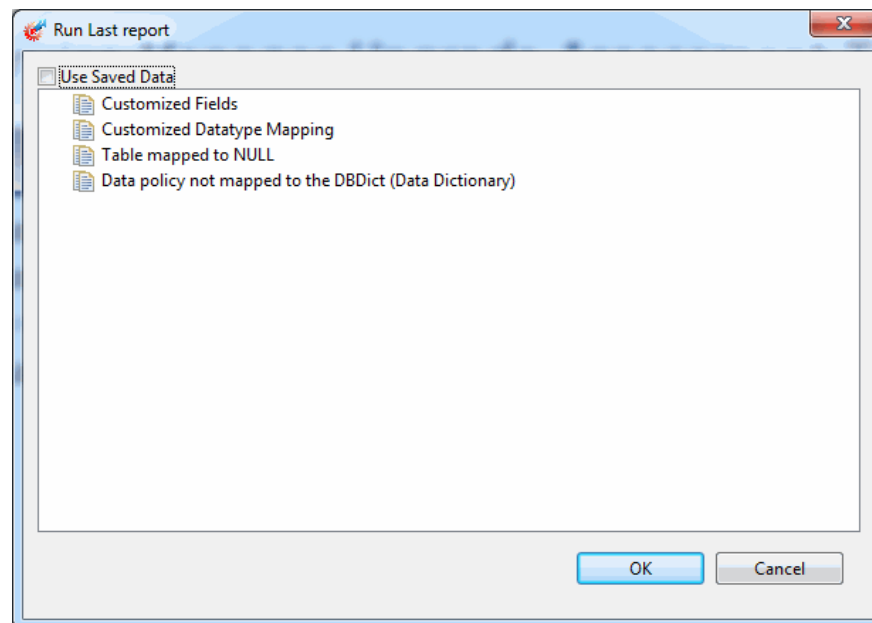 Run Last report
Use Saved Data
Customized Fields
Customized Datatype Mapping
Table mapped to NULL
Data policy not mapped to the DBDict (Data Dictionary)
OK
Cancel